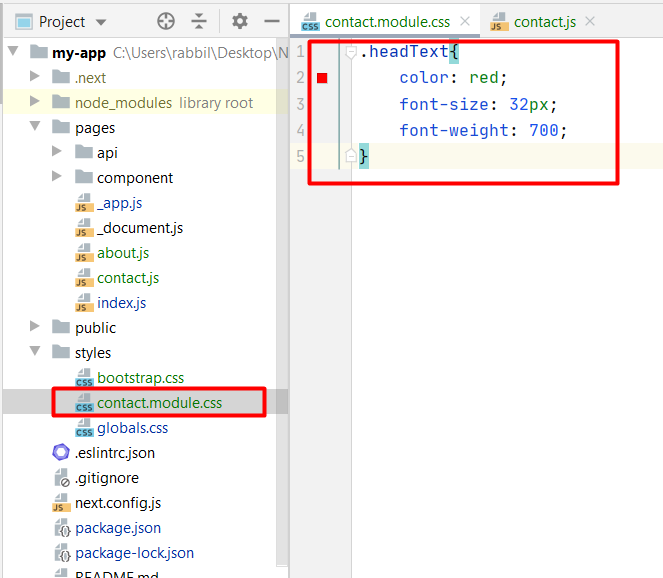 Project
my-app C:\Users\rabbil\Desktop\N
.next
node_modules library root
pages
api
component
_app.js
_document.js
about.js
contact.js
index.js
public
styles
bootstrap.css
contact.module.css
globals.css
.eslintrc.json
.gitignore
next.config.js
package.json
package-lock.json
README.md
contact.module.css contact.js
1 .headText{
2 color: red;
3 font-size: 32px;
4 font-weight: 700;
5 }